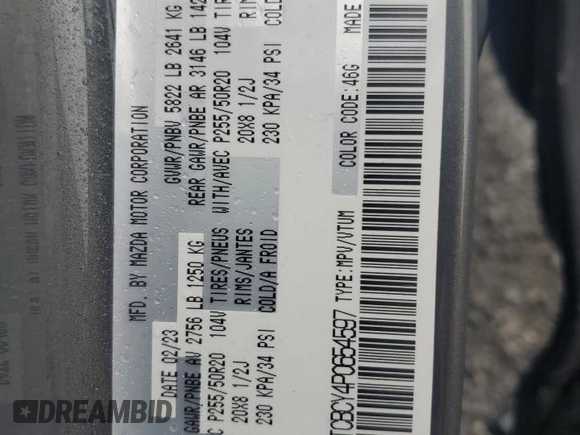 MFD. BY MAZDA MOTOR CORPORATION
DATE 02/23 GVWR/PNBV 5822 LB 2641 KG
GAWR/PNBE AV 2756 LB 1250 KG REAR GAWR/PNBE AR 3146 LB
P255/50R20 104V TIRES/PNEUS WITH/AVEC P255/50R20 104V
20X8 1/2J RIMS/JANTES 20X8 1/2J
230 KPA/34 PSI COLD/A FROID 230 KPA/34 PSI COLD
TYPE:MPV/VTUM COLOR CODE:46G
DREAMERAUTO.COM